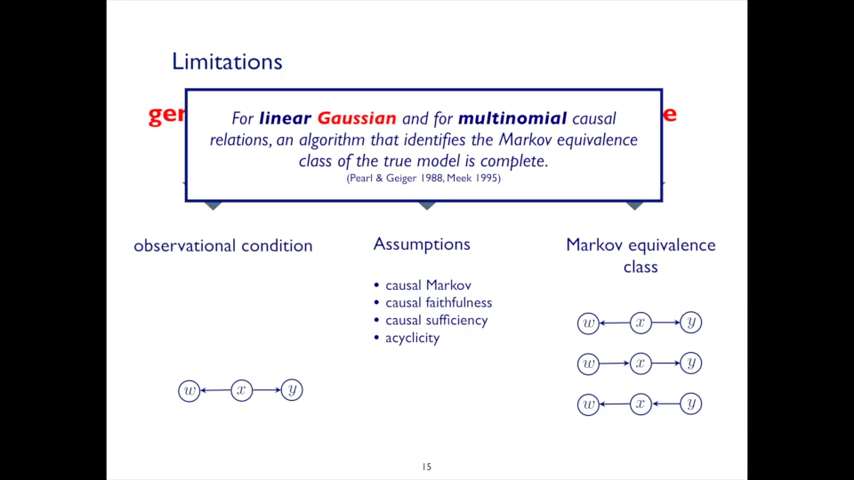 Limitations
For linear Gaussian and for multinomial causal
relations, an algorithm that identifies the Markov equivalence
class of the true model is complete.
(Pearl & Geiger 1988, Meek 1995)
observational condition
Assumptions
Markov equivalence
class
• causal Markov
• causal faithfulness
• causal sufficiency
• acyclicity
w x y
w x y
w x y
w x y
15